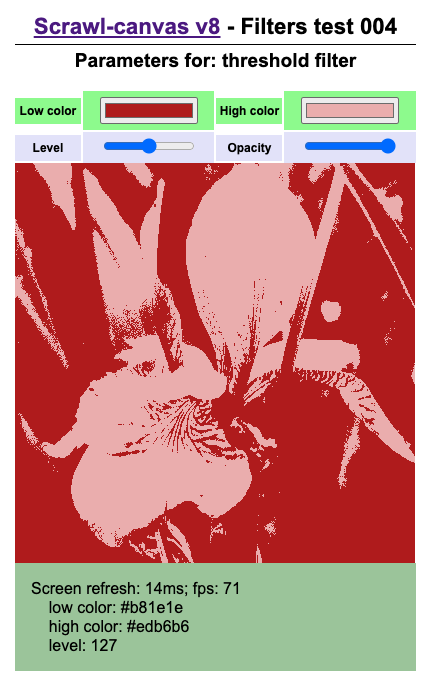 Scrawl-canvas v8 - Filters test 004
Parameters for: threshold filter
Low color High color
Level Opacity
Screen refresh: 14ms; fps: 71
low color: #b81e1e
high color: #edb6b6
level: 127